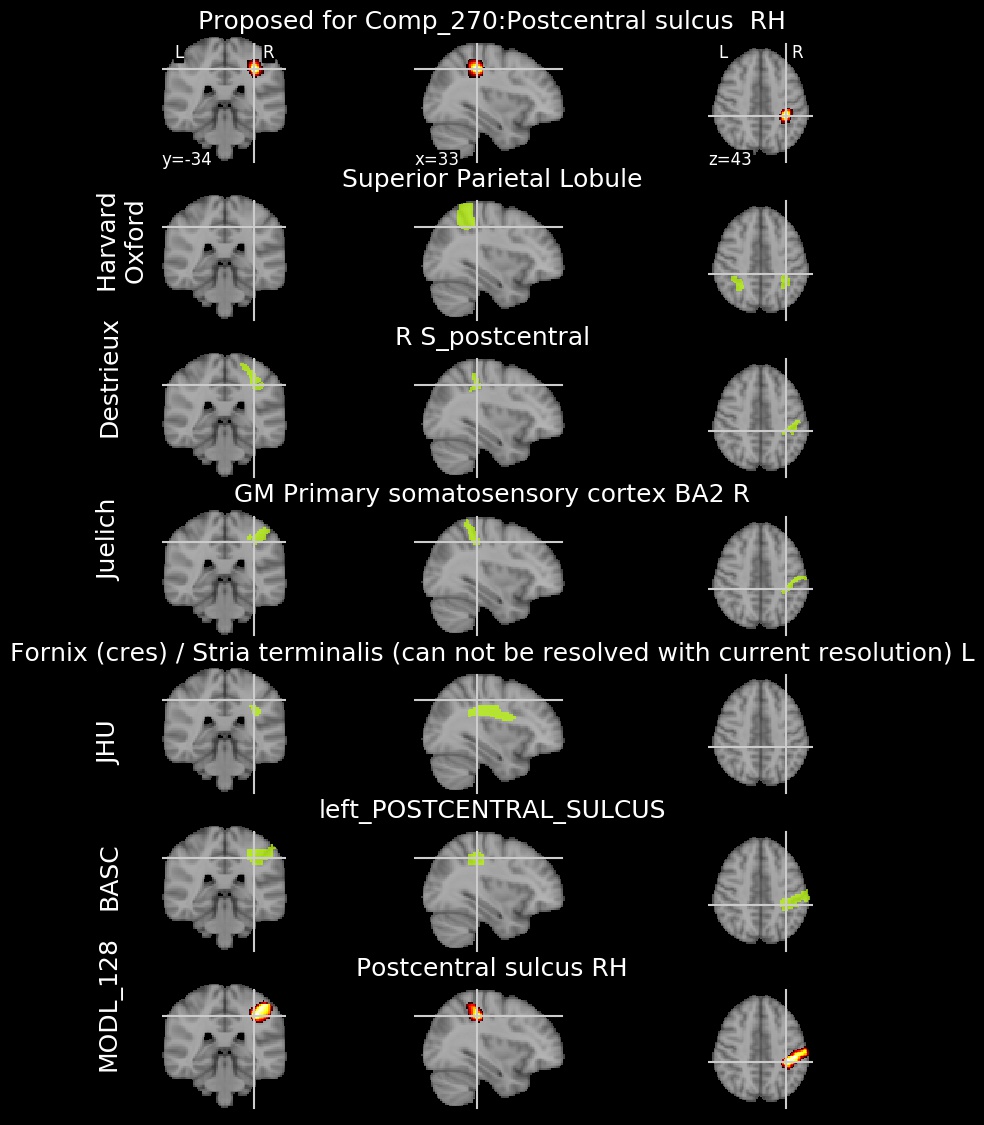 Proposed for Comp_270:Postcentral sulcus  RH
L R
L R
y=-34
x=33
z=43
Superior Parietal Lobule
Harvard
Oxford
R S_postcentral
Destrieux
GM Primary somatosensory cortex BA2 R
Juelich
Fornix (cres) / Stria terminalis (can not be resolved with current resolution) L
JHU
left_POSTCENTRAL_SULCUS
BASC
Postcentral sulcus RH
MODL_128